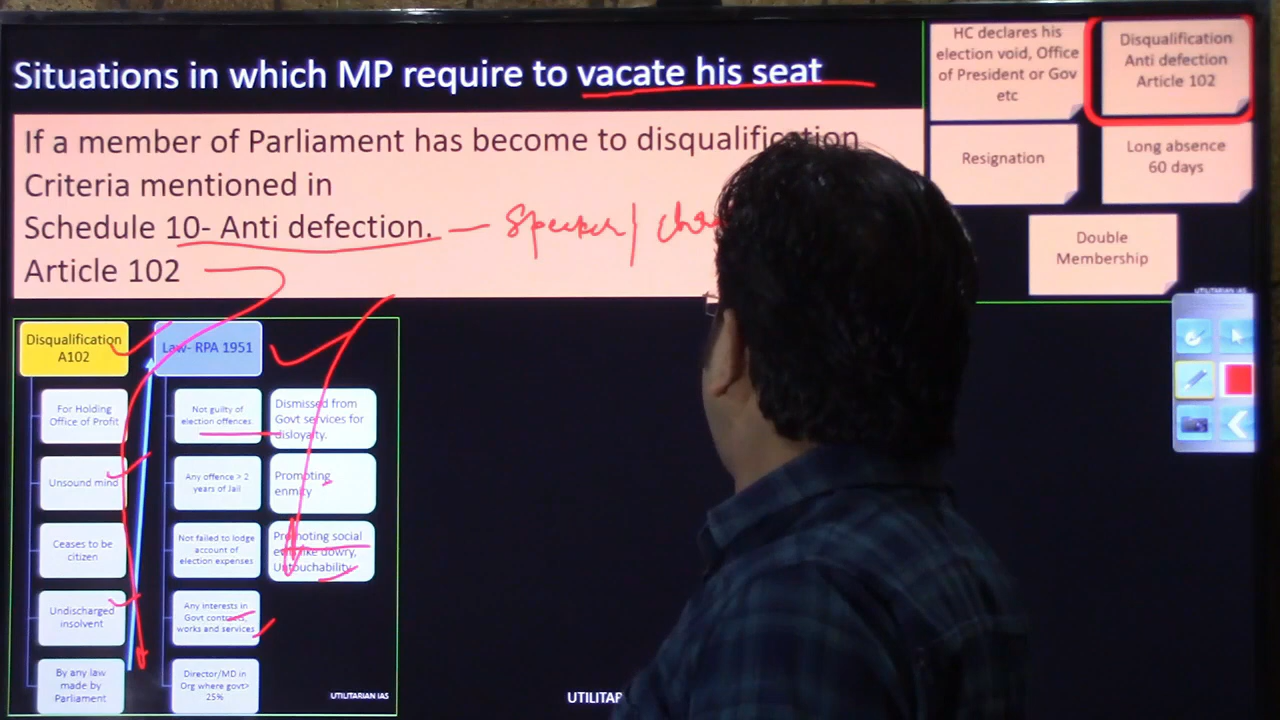 Situations in which MP require to vacate his seat
If a member of Parliament has become to disqualification
Criteria mentioned in
Schedule 10- Anti defection. — Speaker/
Article 102
HC declares his
election void, Office
of President or Gov
etc
Disqualification
Anti defection
Article 102
Resignation
Long absence
60 days
Double
Membership
UTILITARIAN IAS
Disqualification
A102
For Holding
Office of Profit
Unsound mind
Ceases to be
citizen
Undischarged
insolvent
By any law
made by
Parliament
Law- RPA 1951
Not guilty of
election offences
Any offence > 2
years of Jail
Not failed to lodge
account of
election expenses
Any interests in
Govt contracts,
works and services
Director/MD in
Org where govt>
25%
Dismissed from
Govt services for
disloyalty.
Promoting
enmity
Promoting social
evil like dowry,
Untouchability
UTILITARIAN IAS
UTILITAR